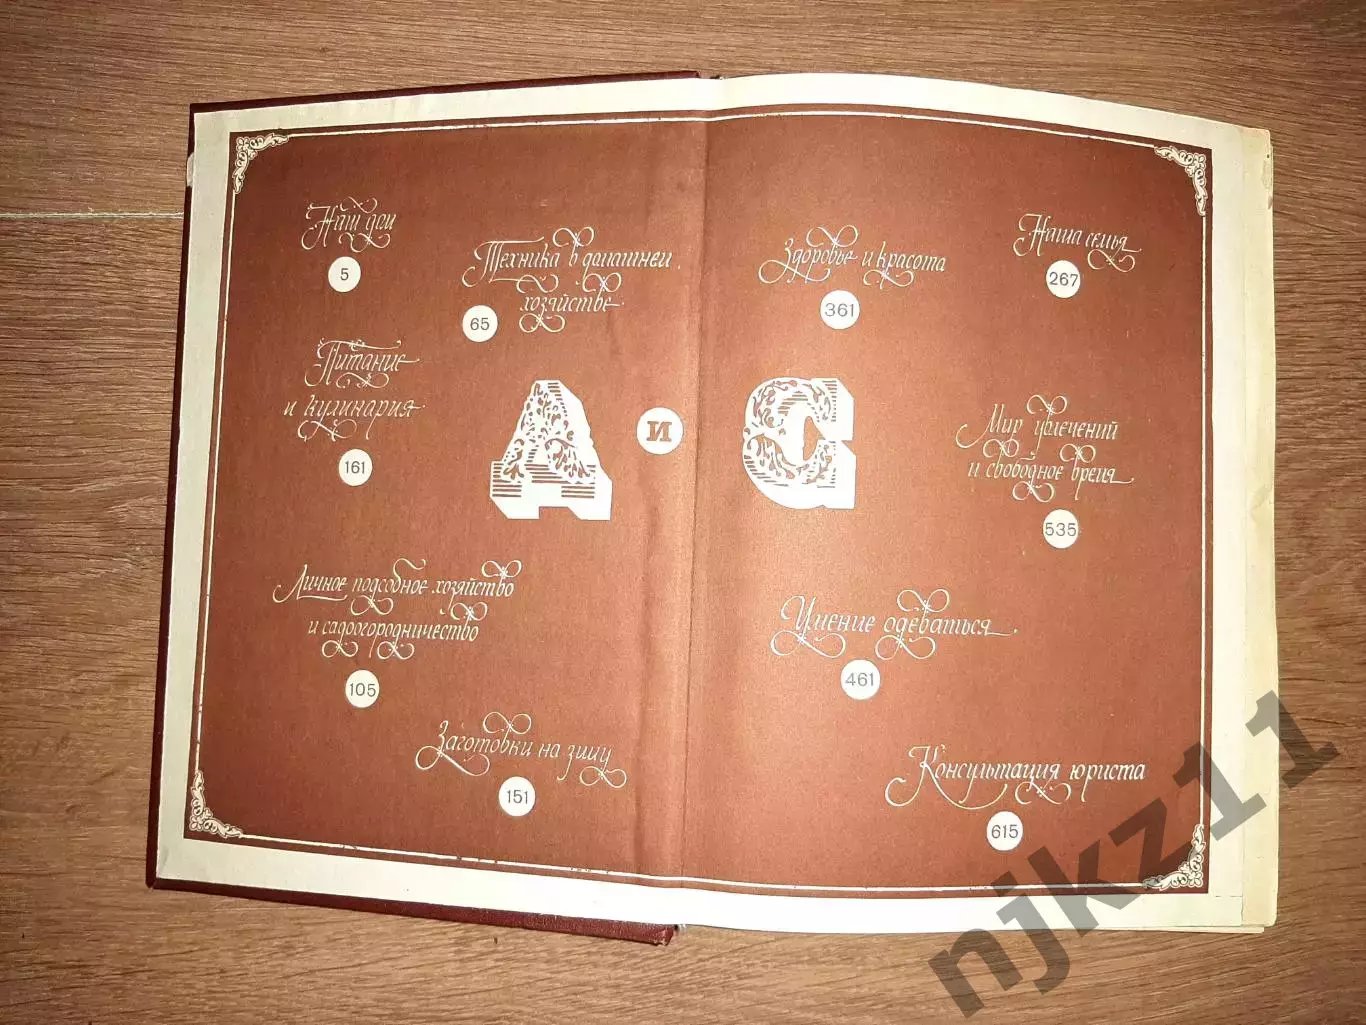 Наш дом
5
Техника в домашнем
хозяйстве
65
Питание
и кулинария
161
Личное подсобное хозяйство
и садоогородничество
105
Заготовки на зиму
151
Д
и
С
Здоровье и красота
361
Наша семья
267
Мир увлечений
и свободное время
535
Умение одеваться
461
Консультация юриста
615
njkz11